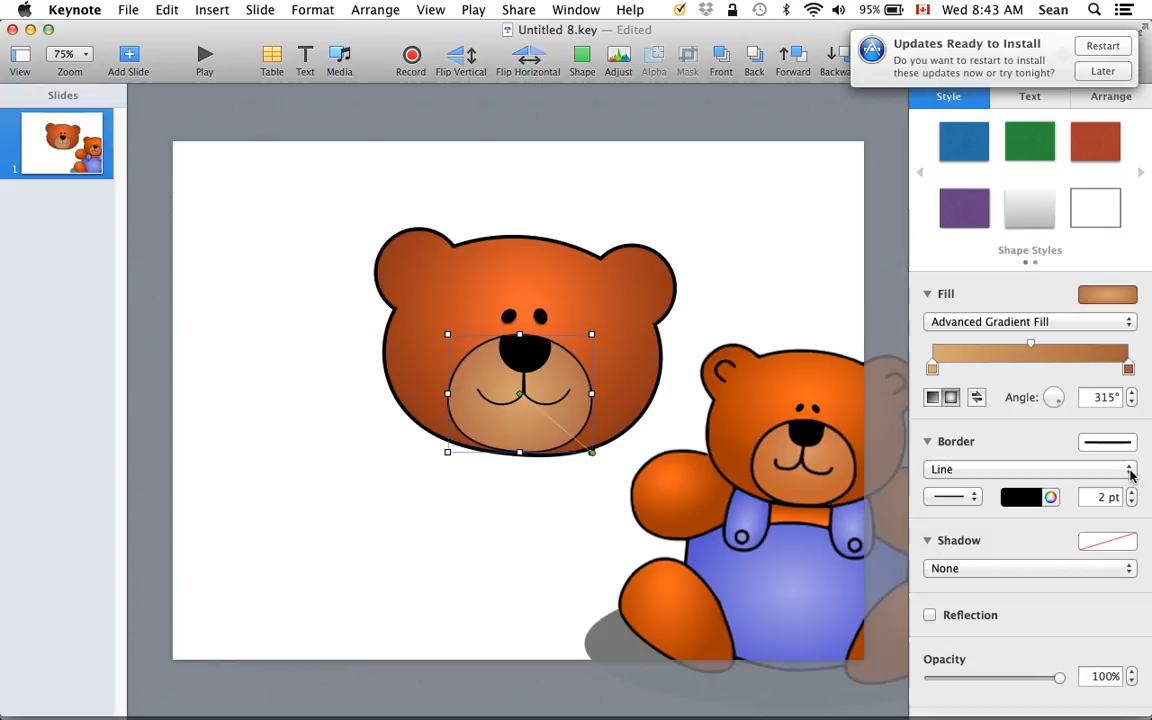 Keynote File Edit Insert Slide Format Arrange View Play Share Window Help 95% Wed 8:43 AM Sean
Untitled 8.key — Edited
75%
View Zoom Add Slide Play Table Text Media Record Flip Vertical Flip Horizontal Shape Adjust Alpha Mask Front Back Forward Backwa
Updates Ready to Install
Do you want to restart to install
these updates now or try tonight?
Restart
Later
Slides
1
Style Text Arrange
Shape Styles
Fill
Advanced Gradient Fill
Angle: 315°
Border
Line
2 pt
Shadow
None
Reflection
Opacity
100%